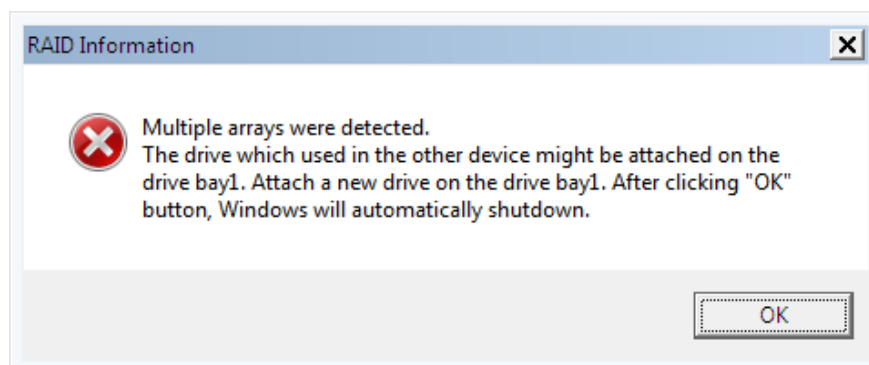 RAID Information
Multiple arrays were detected.
The drive which used in the other device might be attached on the
drive bay1. Attach a new drive on the drive bay1. After clicking "OK"
button, Windows will automatically shutdown.
OK